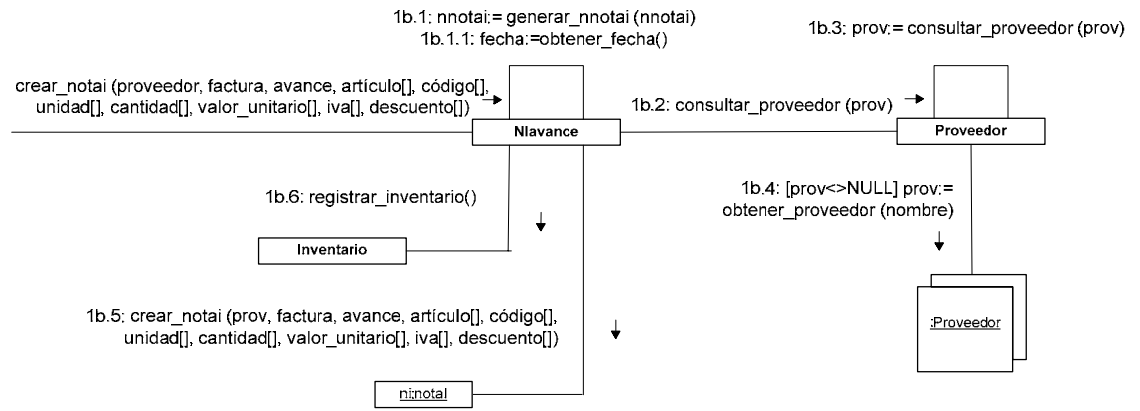 1b.1: nnotai:= generar_nnotai (nnotai)
1b.1.1: fecha:=obtener_fecha()
1b.3: prov:= consultar_proveedor (prov)
crear_notai (proveedor, factura, avance, artículo[], código[],
unidad[], cantidad[], valor_unitario[], iva[], descuento[])
1b.2: consultar_proveedor (prov)
NIavance
Proveedor
1b.6: registrar_inventario()
1b.4: [prov<>NULL] prov:=
obtener_proveedor (nombre)
Inventario
1b.5: crear_notai (prov, factura, avance, artículo[], código[],
unidad[], cantidad[], valor_unitario[], iva[], descuento[])
:Proveedor
ni:notaI